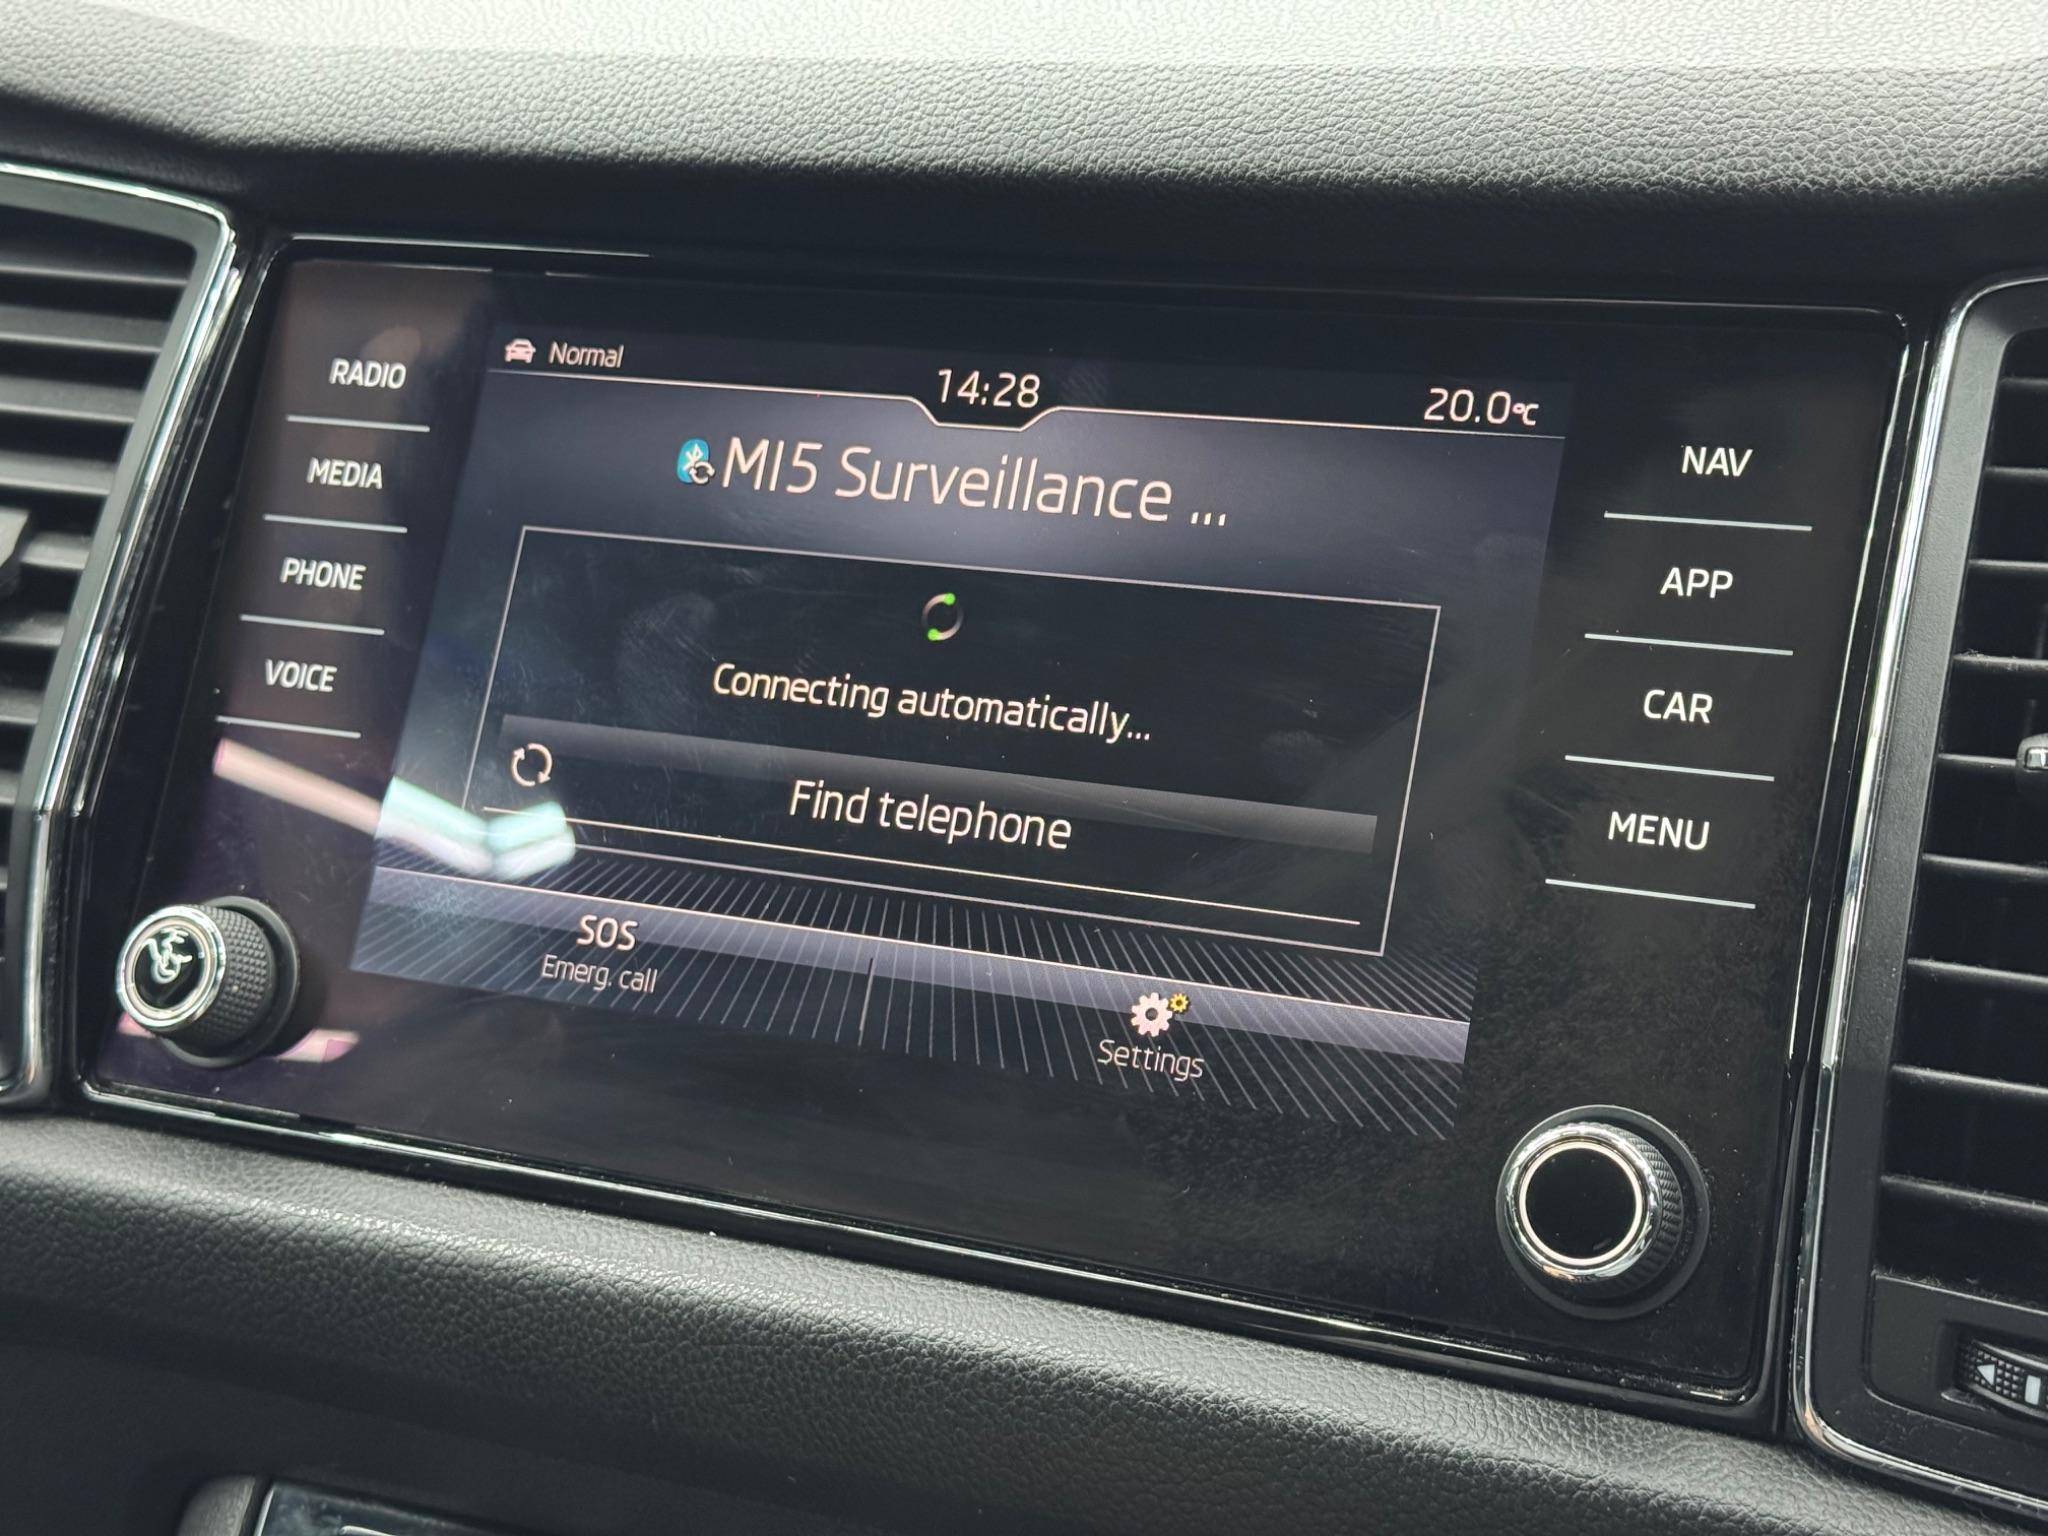 Normal
14:28
20.0°C
RADIO
MEDIA
PHONE
VOICE
MI5 Surveillance ...
Connecting automatically...
Find telephone
SOS
Emerg. call
Settings
NAV
APP
CAR
MENU